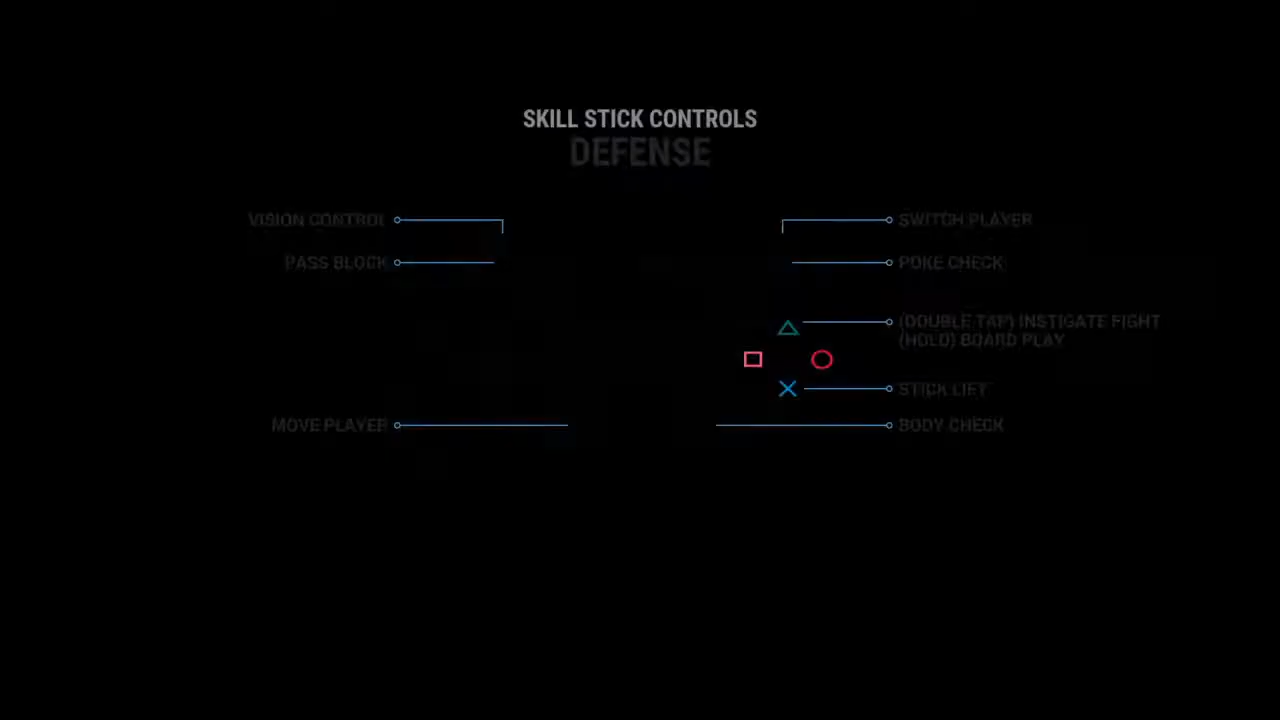 SKILL STICK CONTROLS
DEFENSE
VISION CONTROL
SWITCH PLAYER
PASS BLOCK
POKE CHECK
(DOUBLE TAP) INSTIGATE FIGHT
(HOLD) BOARD PLAY
STICK LIFT
MOVE PLAYER
BODY CHECK